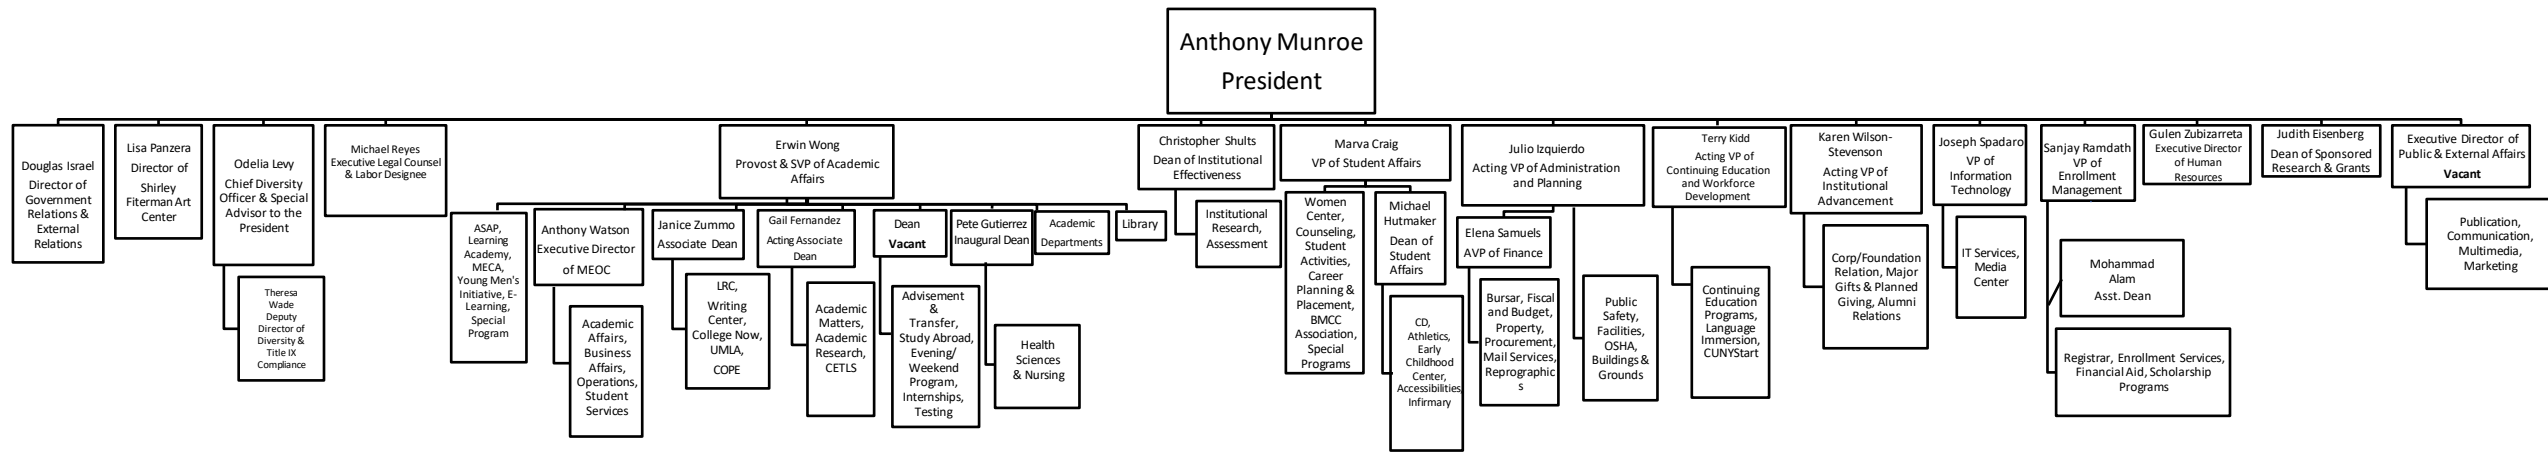 Anthony Munroe
President
Douglas Israel
Director of
Government
Relations &
External
Relations
Lisa Panzera
Director of
Shirley
Fiterman Art
Center
Odelia Levy
Chief Diversity
Officer & Special
Advisor to the
President
Theresa
Wade
Deputy
Director of
Diversity &
Title IX
Compliance
Michael Reyes
Executive Legal Counsel
& Labor Designee
Erwin Wong
Provost & SVP of Academic
Affairs
ASAP,
Learning
Academy,
MECA,
Young Men's
Initiative, E-
Learning,
Special
Program
Anthony Watson
Executive Director
of MEOC
Academic
Affairs,
Business
Affairs,
Operations,
Student
Services
Janice Zummo
Associate Dean
LRC,
Writing
Center,
College Now,
UMLA,
COPE
Gail Fernandez
Acting Associate
Dean
Academic
Matters,
Academic
Research,
CETLS
Dean
Vacant
Advisement
&
Transfer,
Study Abroad,
Evening/
Weekend
Program,
Internships,
Testing
Pete Gutierrez
Inaugural Dean
Health
Sciences
& Nursing
Academic
Departments
Library
Christopher Shults
Dean of Institutional
Effectiveness
Institutional
Research,
Assessment
Marva Craig
VP of Student Affairs
Women
Center,
Counseling,
Student
Activities,
Career
Planning &
Placement,
BMCC
Association,
Special
Programs
Michael
Hutmaker
Dean of
Student
Affairs
CD,
Athletics,
Early
Childhood
Center,
Accessibilities,
Infirmary
Julio Izquierdo
Acting VP of Administration
and Planning
Elena Samuels
AVP of Finance
Bursar, Fiscal
and Budget,
Property,
Procurement,
Mail Services,
Reprographic
s
Public
Safety,
Facilities,
OSHA,
Buildings &
Grounds
Terry Kidd
Acting VP of
Continuing Education
and Workforce
Development
Continuing
Education
Programs,
Language
Immersion,
CUNYStart
Karen Wilson-
Stevenson
Acting VP of
Institutional
Advancement
Corp/Foundation
Relation, Major
Gifts & Planned
Giving, Alumni
Relations
Joseph Spadaro
VP of
Information
Technology
IT Services,
Media
Center
Sanjay Ramdath
VP of
Enrollment
Management
Mohammad
Alam
Asst. Dean
Registrar, Enrollment Services,
Financial Aid, Scholarship
Programs
Gulen Zubizarreta
Executive Director
of Human
Resources
Judith Eisenberg
Dean of Sponsored
Research & Grants
Executive Director of
Public & External Affairs
Vacant
Publication,
Communication,
Multimedia,
Marketing